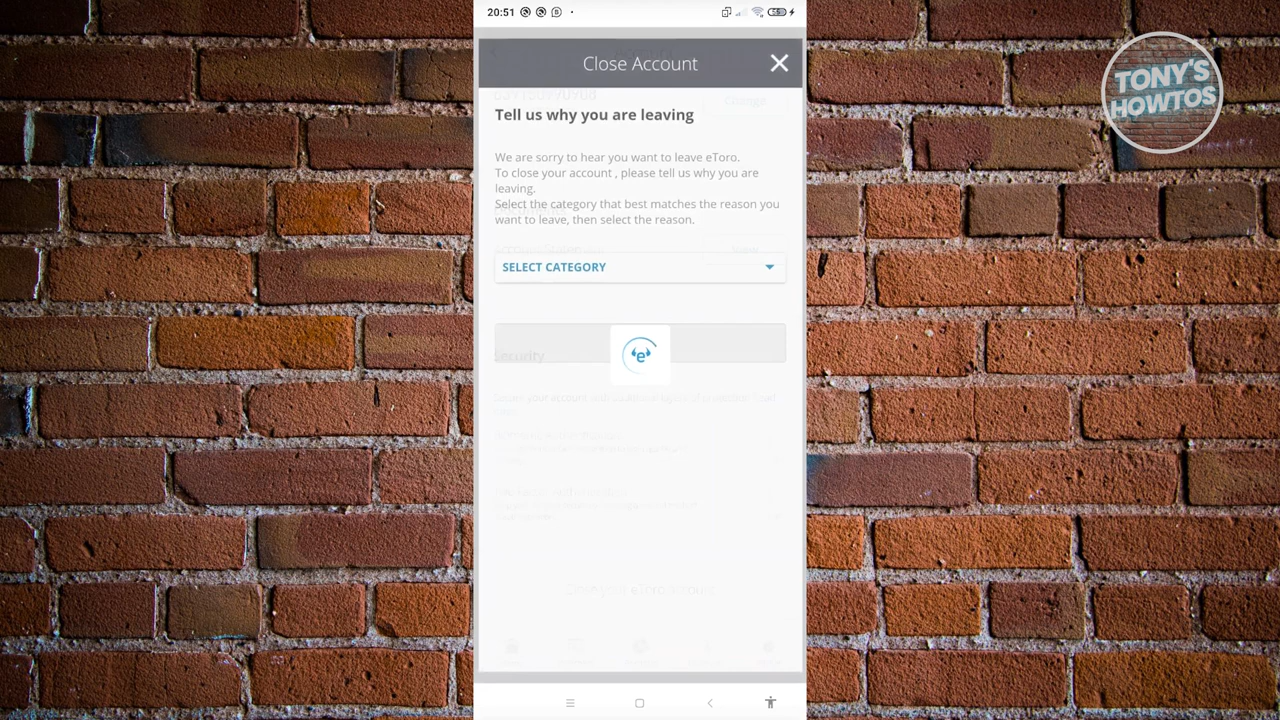 20:51
Close Account
Tell us why you are leaving
We are sorry to hear you want to leave eToro.
To close your account , please tell us why you are
leaving.
Select the category that best matches the reason you
want to leave, then select the reason.
SELECT CATEGORY
e
Security
TONY'S
HOWTOS